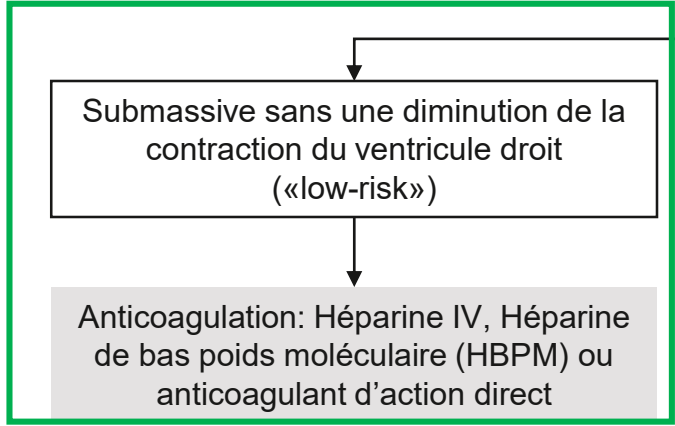 Submassive sans une diminution de la
contraction du ventricule droit
(«low-risk»)
Anticoagulation: Héparine IV, Héparine
de bas poids moléculaire (HBPM) ou
anticoagulant d’action direct